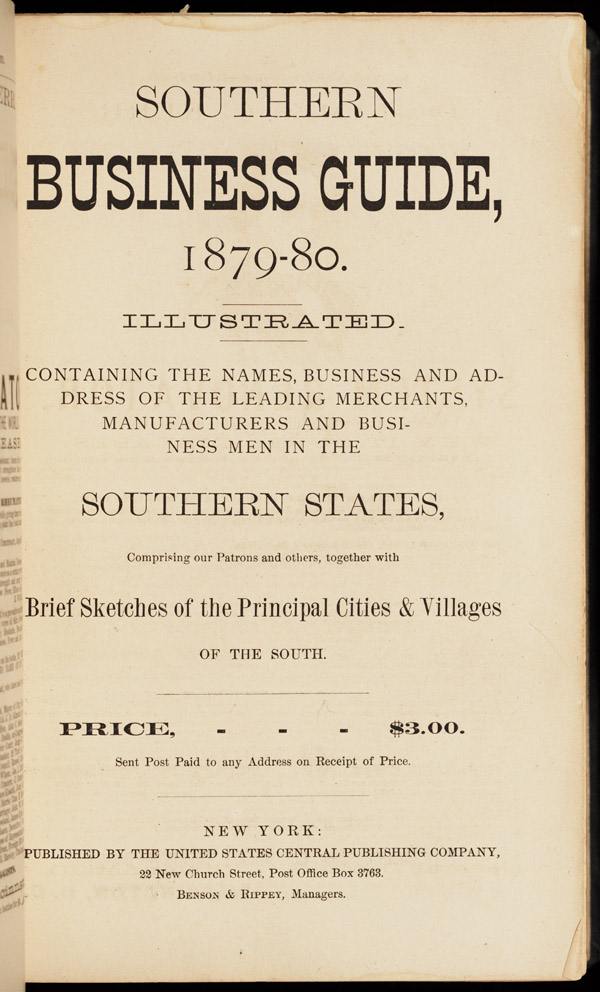 SOUTHERN
BUSINESS GUIDE,
1879-80.
ILLUSTRATED.
CONTAINING THE NAMES, BUSINESS AND AD-
DRESS OF THE LEADING MERCHANTS,
MANUFACTURERS AND BUSI-
NESS MEN IN THE
SOUTHERN STATES,
Comprising our Patrons and others, together with
Brief Sketches of the Principal Cities & Villages
OF THE SOUTH.
PRICE, - - - $3.00.
Sent Post Paid to any Address on Receipt of Price.
NEW YORK:
PUBLISHED BY THE UNITED STATES CENTRAL PUBLISHING COMPANY,
22 New Church Street, Post Office Box 3763.
BENSON & RIPPEY, Managers.